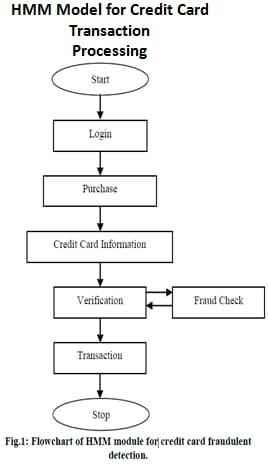 HMM Model for Credit Card
Transaction
Processing
Start
Login
Purchase
Credit Card Information
Verification
Fraud Check
Transaction
Stop
Fig.1: Flowchart of HMM module for credit card fraudulent
detection.